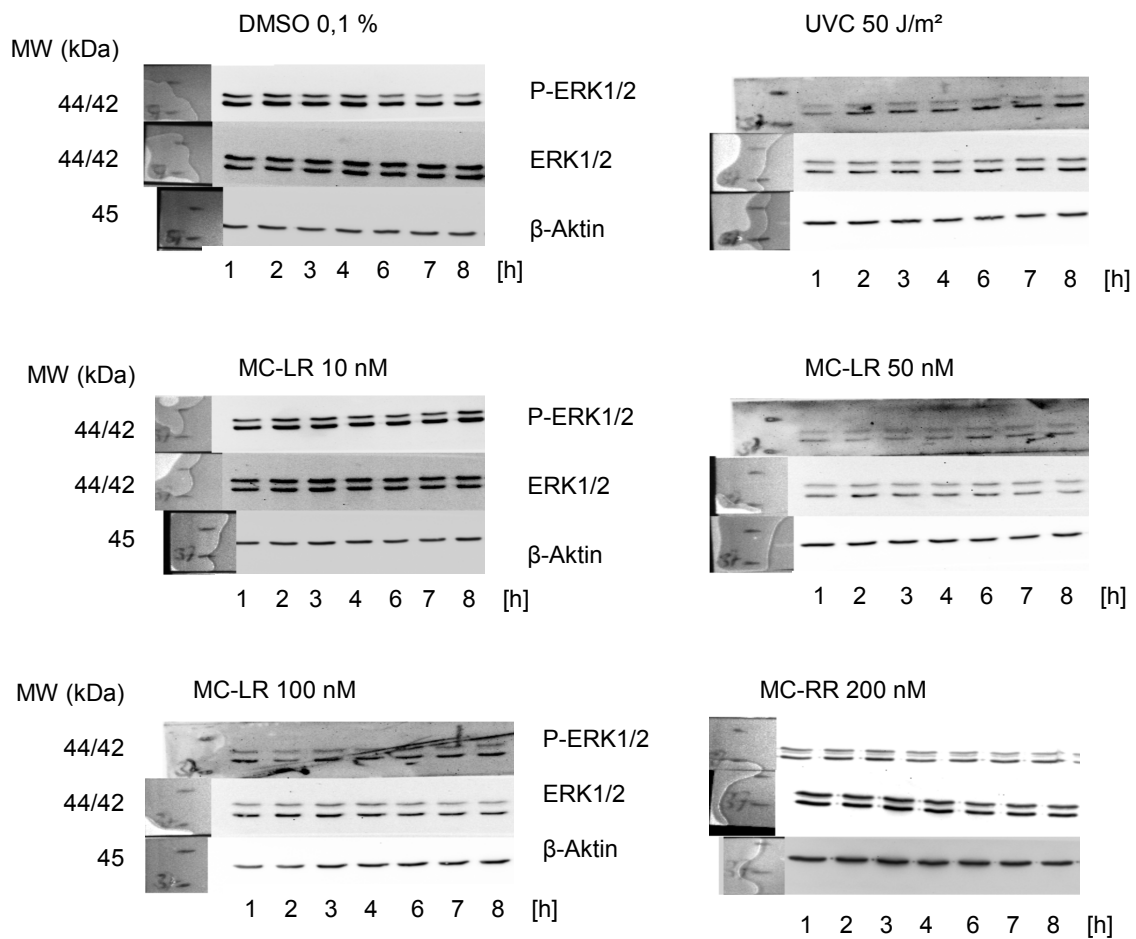 DMSO 0,1 %
UVC 50 J/m²
MW (kDa)
44/42
P-ERK1/2
44/42
ERK1/2
45
β-Aktin
1 2 3 4 6 7 8 [h]
1 2 3 4 6 7 8 [h]
MC-LR 10 nM
MC-LR 50 nM
MW (kDa)
44/42
P-ERK1/2
44/42
ERK1/2
45
β-Aktin
37
37
1 2 3 4 6 7 8
1 2 3 4 6 7 8 [h]
MC-LR 100 nM
MC-RR 200 nM
MW (kDa)
44/42
P-ERK1/2
44/42
ERK1/2
37
45
β-Aktin
1 2 3 4 6 7 8
1 2 3 4 6 7 8 [h]